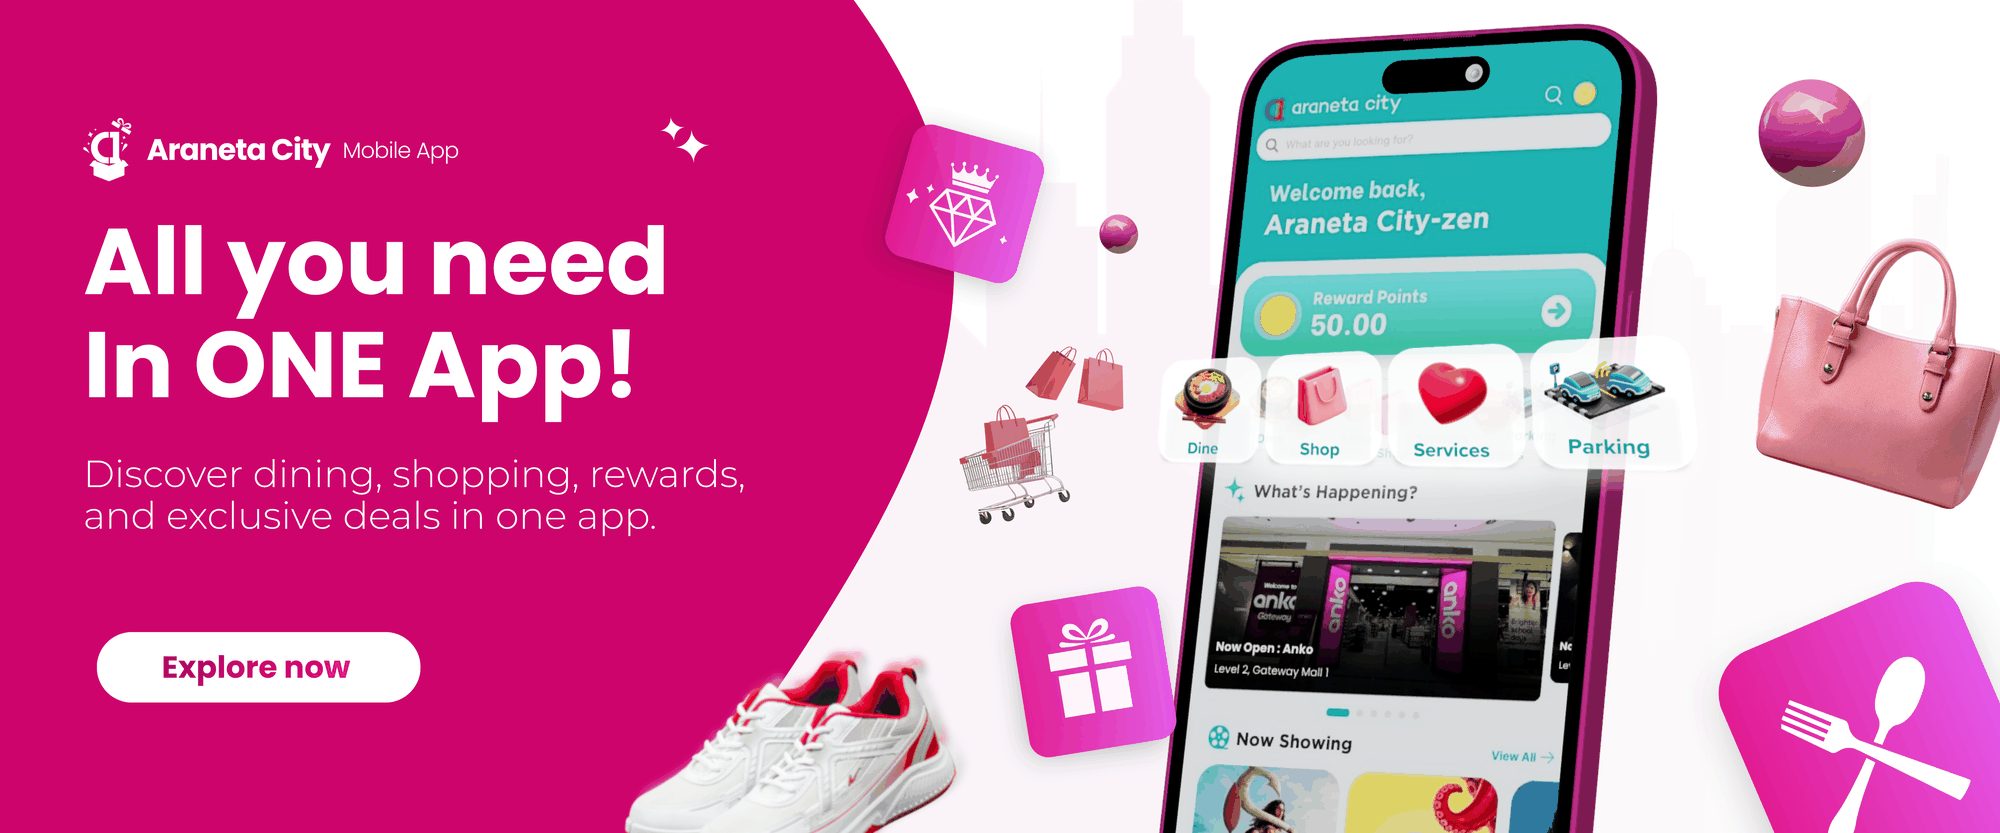 Araneta City Mobile App
All you need
In ONE App!
Discover dining, shopping, rewards,
and exclusive deals in one app.
Explore now
araneta city
What are you looking for?
Welcome back,
Araneta City-zen
Reward Points
50.00
Dine
Shop
Services
Parking
What's Happening?
Welcome to
anko
Gateway
anko
anko
Brighter
school
days
Now Open : Anko
Level 2, Gateway Mall 1
Now Showing
View All